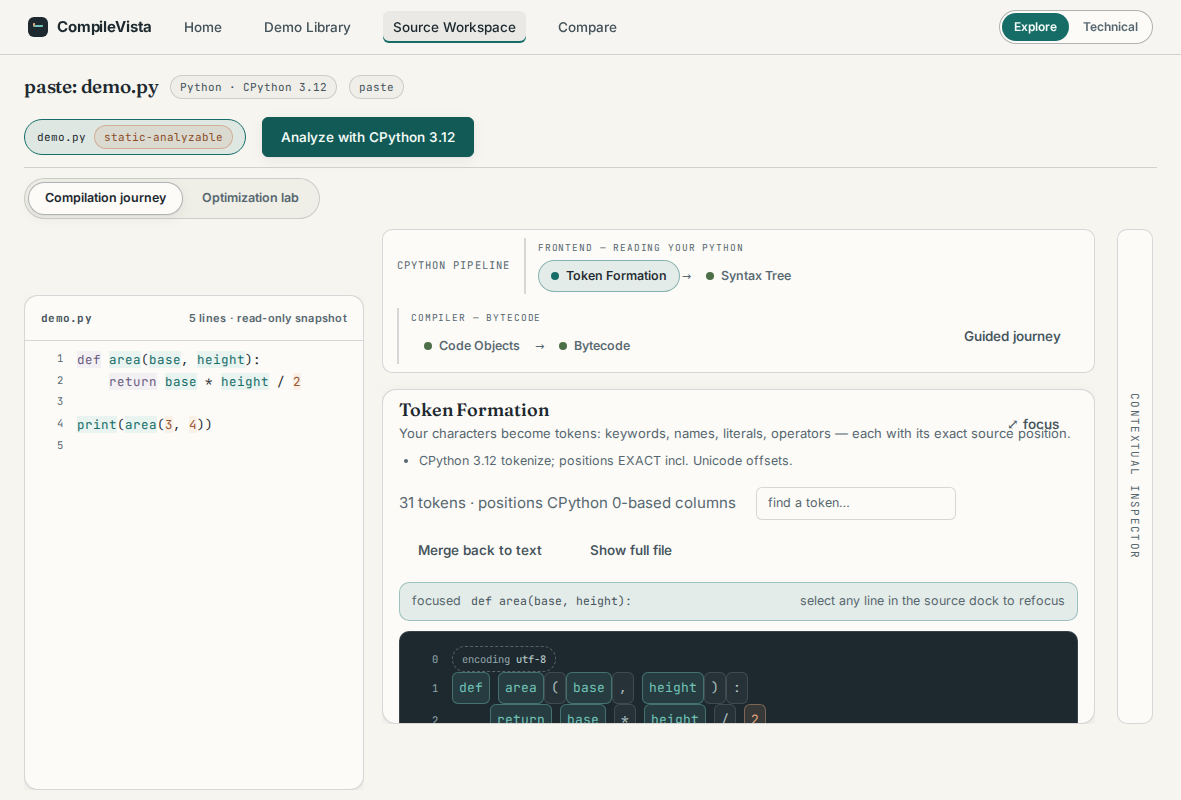 CompileVista Home Demo Library Source Workspace Compare Explore Technical
paste: demo.py Python · CPython 3.12 paste
demo.py static-analyzable Analyze with CPython 3.12
Compilation journey Optimization lab
demo.py 5 lines · read-only snapshot
1 def area(base, height):
2 return base * height / 2
3
4 print(area(3, 4))
5
CPYTHON PIPELINE
FRONTEND — READING YOUR PYTHON
Token Formation → Syntax Tree
COMPILER — BYTECODE
Code Objects → Bytecode
Guided journey
Token Formation
⤢ focus
Your characters become tokens: keywords, names, literals, operators — each with its exact source position.
• CPython 3.12 tokenize; positions EXACT incl. Unicode offsets.
31 tokens · positions CPython 0-based columns find a token...
Merge back to text Show full file
focused def area(base, height): select any line in the source dock to refocus
0 encoding utf-8
1 def area ( base , height ) :
2 return base * height / 2
CONTEXTUAL INSPECTOR